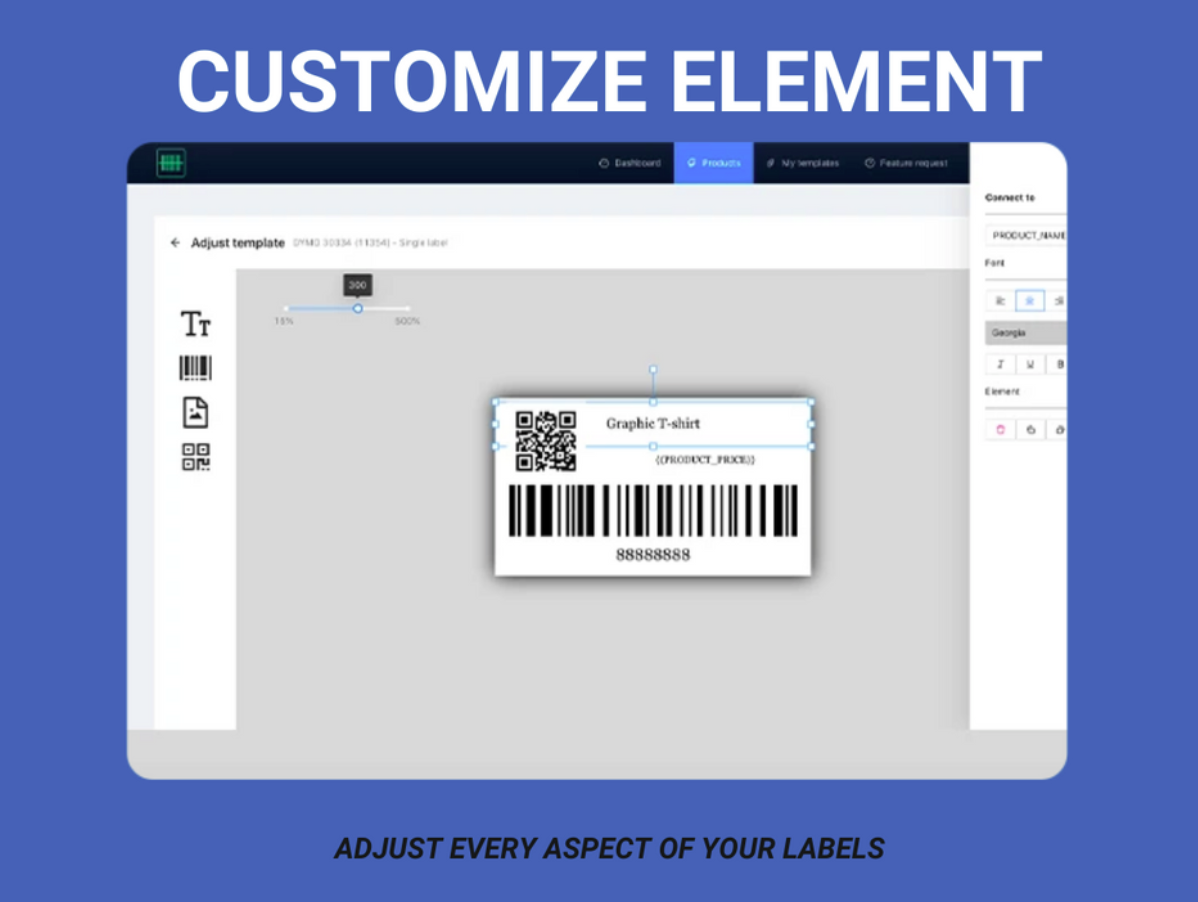 CUSTOMIZE ELEMENT
Dashboard Products My templates Feature request
Connect to
PRODUCT_NAME
← Adjust template DYMO 30334 (11354) - Single label
Font
300
15% 500%
Georgia
I U B
Element
Tт
Graphic T-shirt
{{PRODUCT_PRICE}}
88888888
ADJUST EVERY ASPECT OF YOUR LABELS